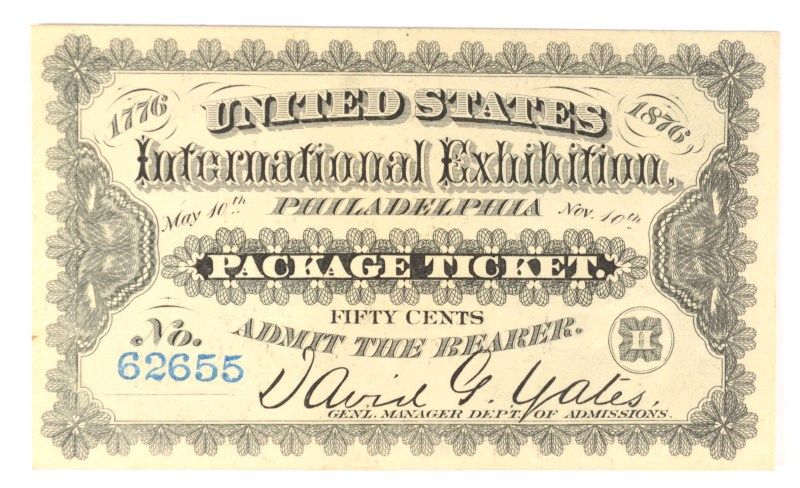 1776 UNITED STATES 1876
International Exhibition,
May 10th PHILADELPHIA Nov. 10th
PACKAGE TICKET.
FIFTY CENTS
ADMIT THE BEARER.
No.
62655
H
David G. Yates,
GENL. MANAGER DEPT. OF ADMISSIONS.